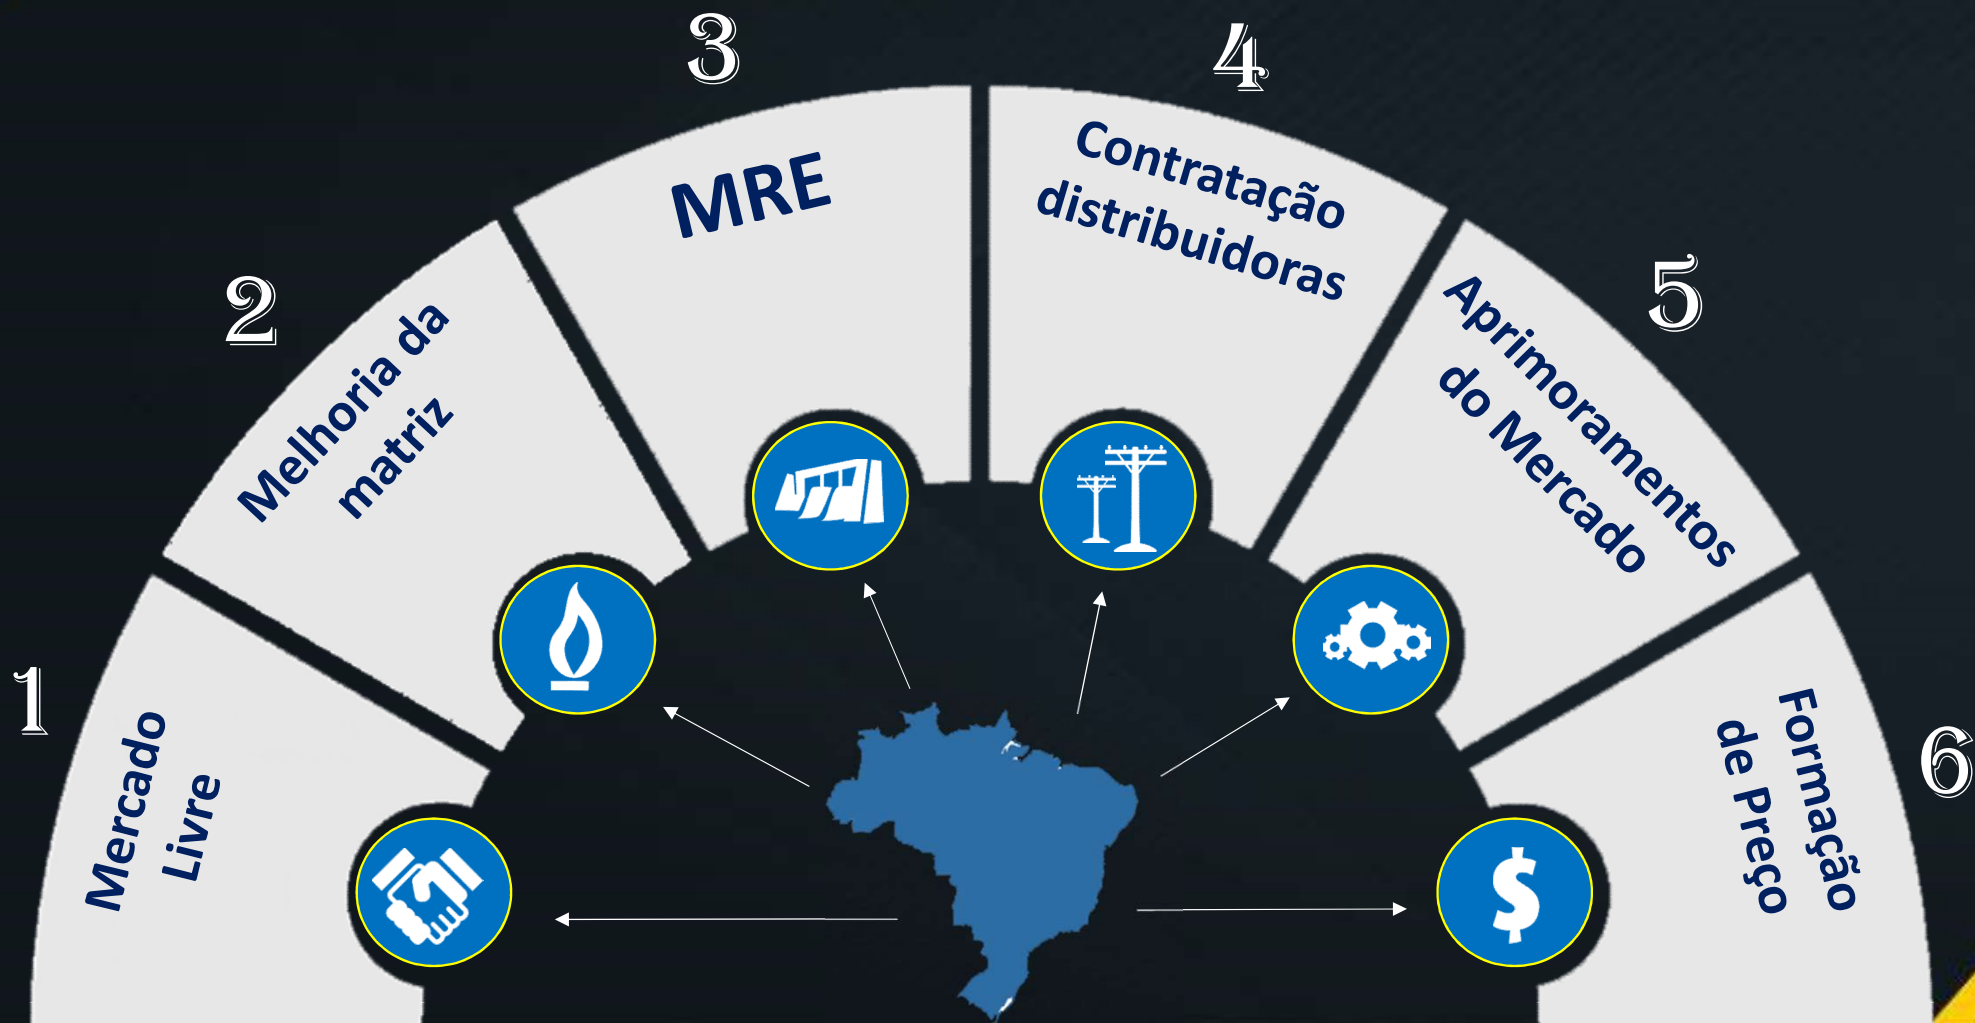 1
Mercado
Livre
2
Melhoria da
matriz
3
MRE
4
Contratação
distribuidoras
5
Aprimoramentos
do Mercado
6
Formação
de Preço
$